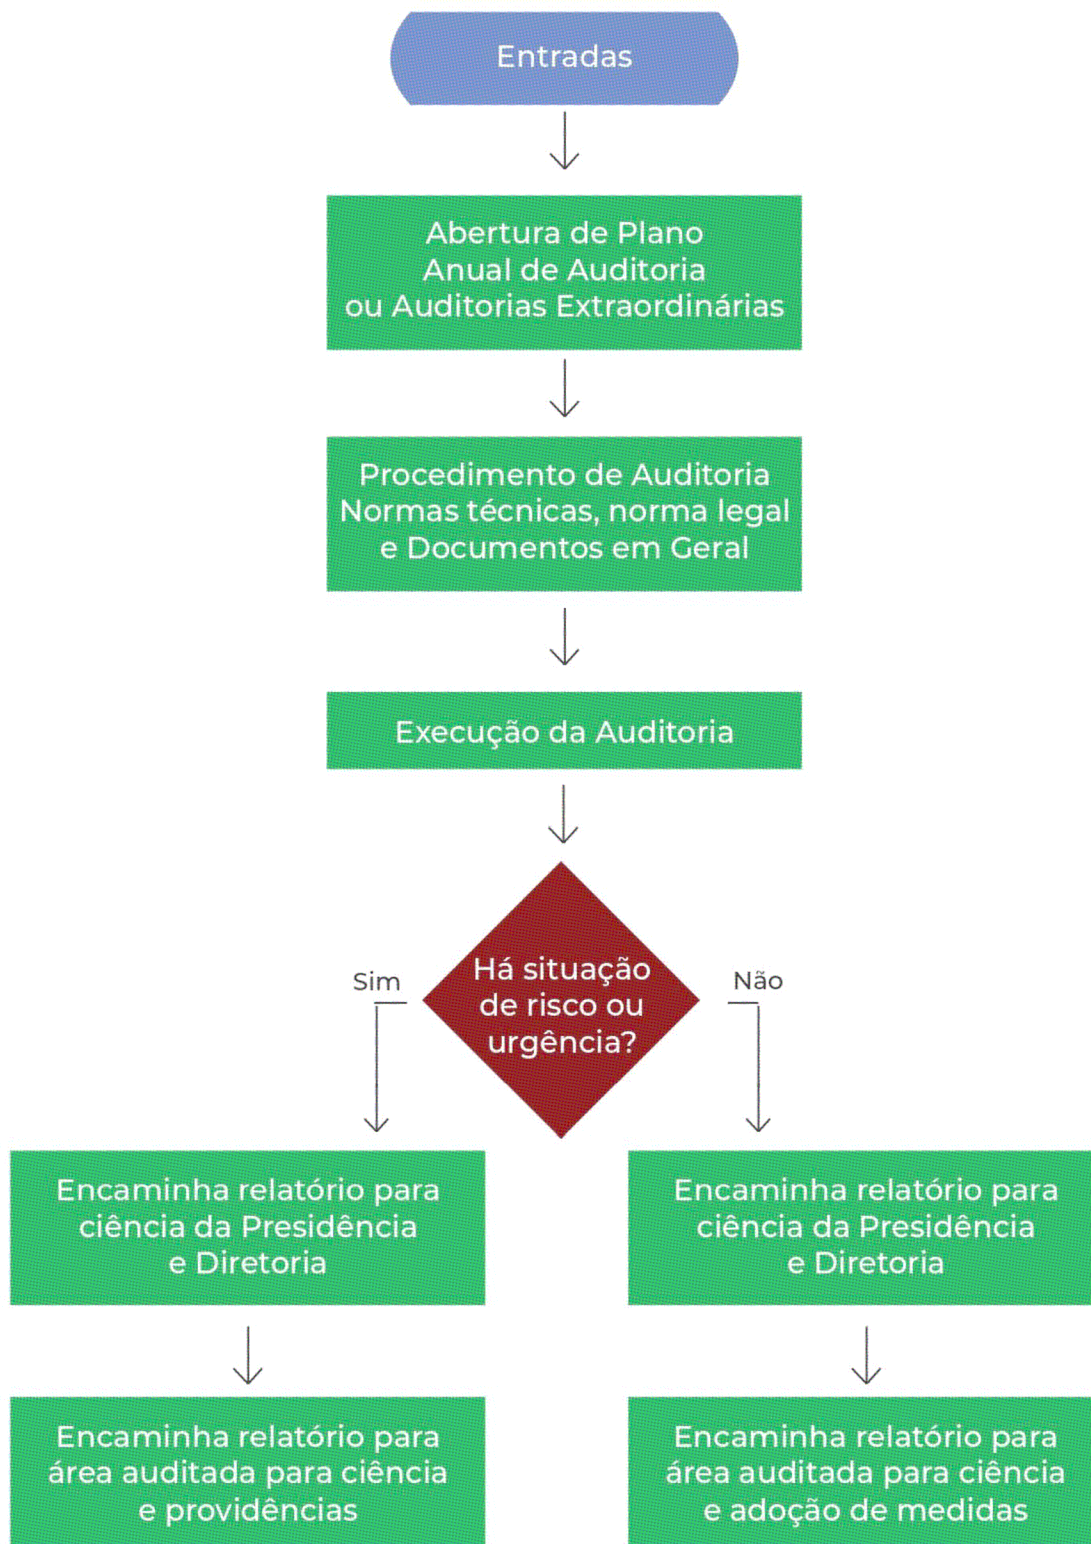 Entradas
Abertura de Plano
Anual de Auditoria
ou Auditorias Extraordinárias
Procedimento de Auditoria
Normas técnicas, norma legal
e Documentos em Geral
Execução da Auditoria
Há situação
de risco ou
urgência?
Sim
Não
Encaminha relatório para
ciência da Presidência
e Diretoria
Encaminha relatório para
ciência da Presidência
e Diretoria
Encaminha relatório para
área auditada para ciência
e providências
Encaminha relatório para
área auditada para ciência
e adoção de medidas